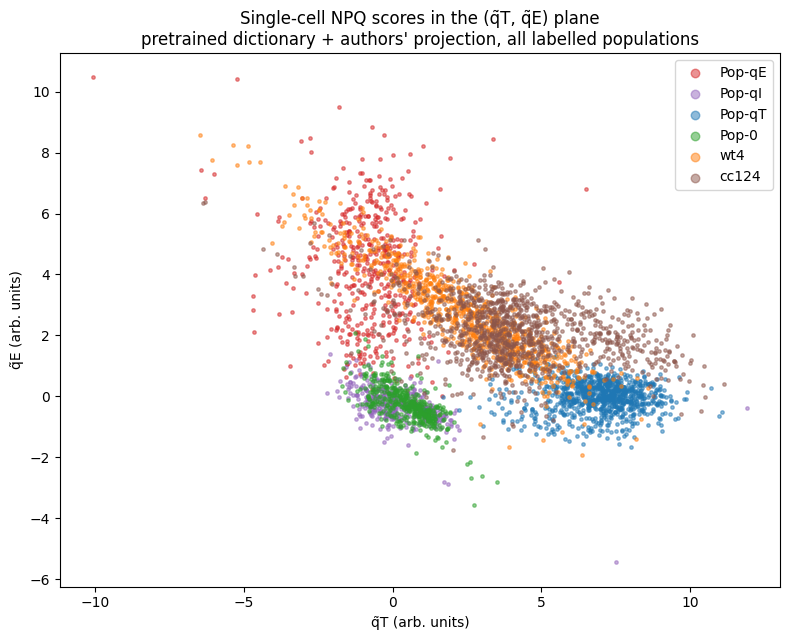 Single-cell NPQ scores in the (q̃T, q̃E) plane
pretrained dictionary + authors' projection, all labelled populations
Pop-qE
Pop-qI
Pop-qT
Pop-0
wt4
cc124
q̃E (arb. units)
10
8
6
4
2
0
−2
−4
−6
−10
−5
0
5
10
q̃T (arb. units)